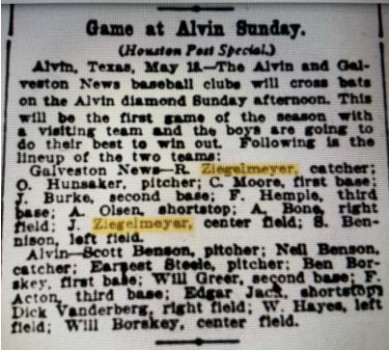 Game at Alvin Sunday.
(Houston Post Special.)
Alvin, Texas, May 13.—The Alvin and Gal-
veston News baseball clubs will cross bats
on the Alvin diamond Sunday afternoon. This
will be the first game of the season with
a visiting team and the boys are going to
do their best to win out. Following is the
lineup of the two teams:
Galveston News—R. Ziegelmeyer, catcher;
O. Hunsaker, pitcher; C. Moore, first base;
J. Burke, second base; F. Hemple, third
base; A. Olsen, shortstop; A. Bone, right
field; J. Ziegelmeyer, center field; S. Ben-
nison, left field.
Alvin—Scott Benson, pitcher; Neil Benson,
catcher; Earnest Steele, pitcher; Ben Bor-
skey, first base; Will Greer, second base; F.
Acton, third base; Edgar Jack, shortstop;
Dick Vanderberg, right field; W. Hayes, left
field; Will Borskey, center field.